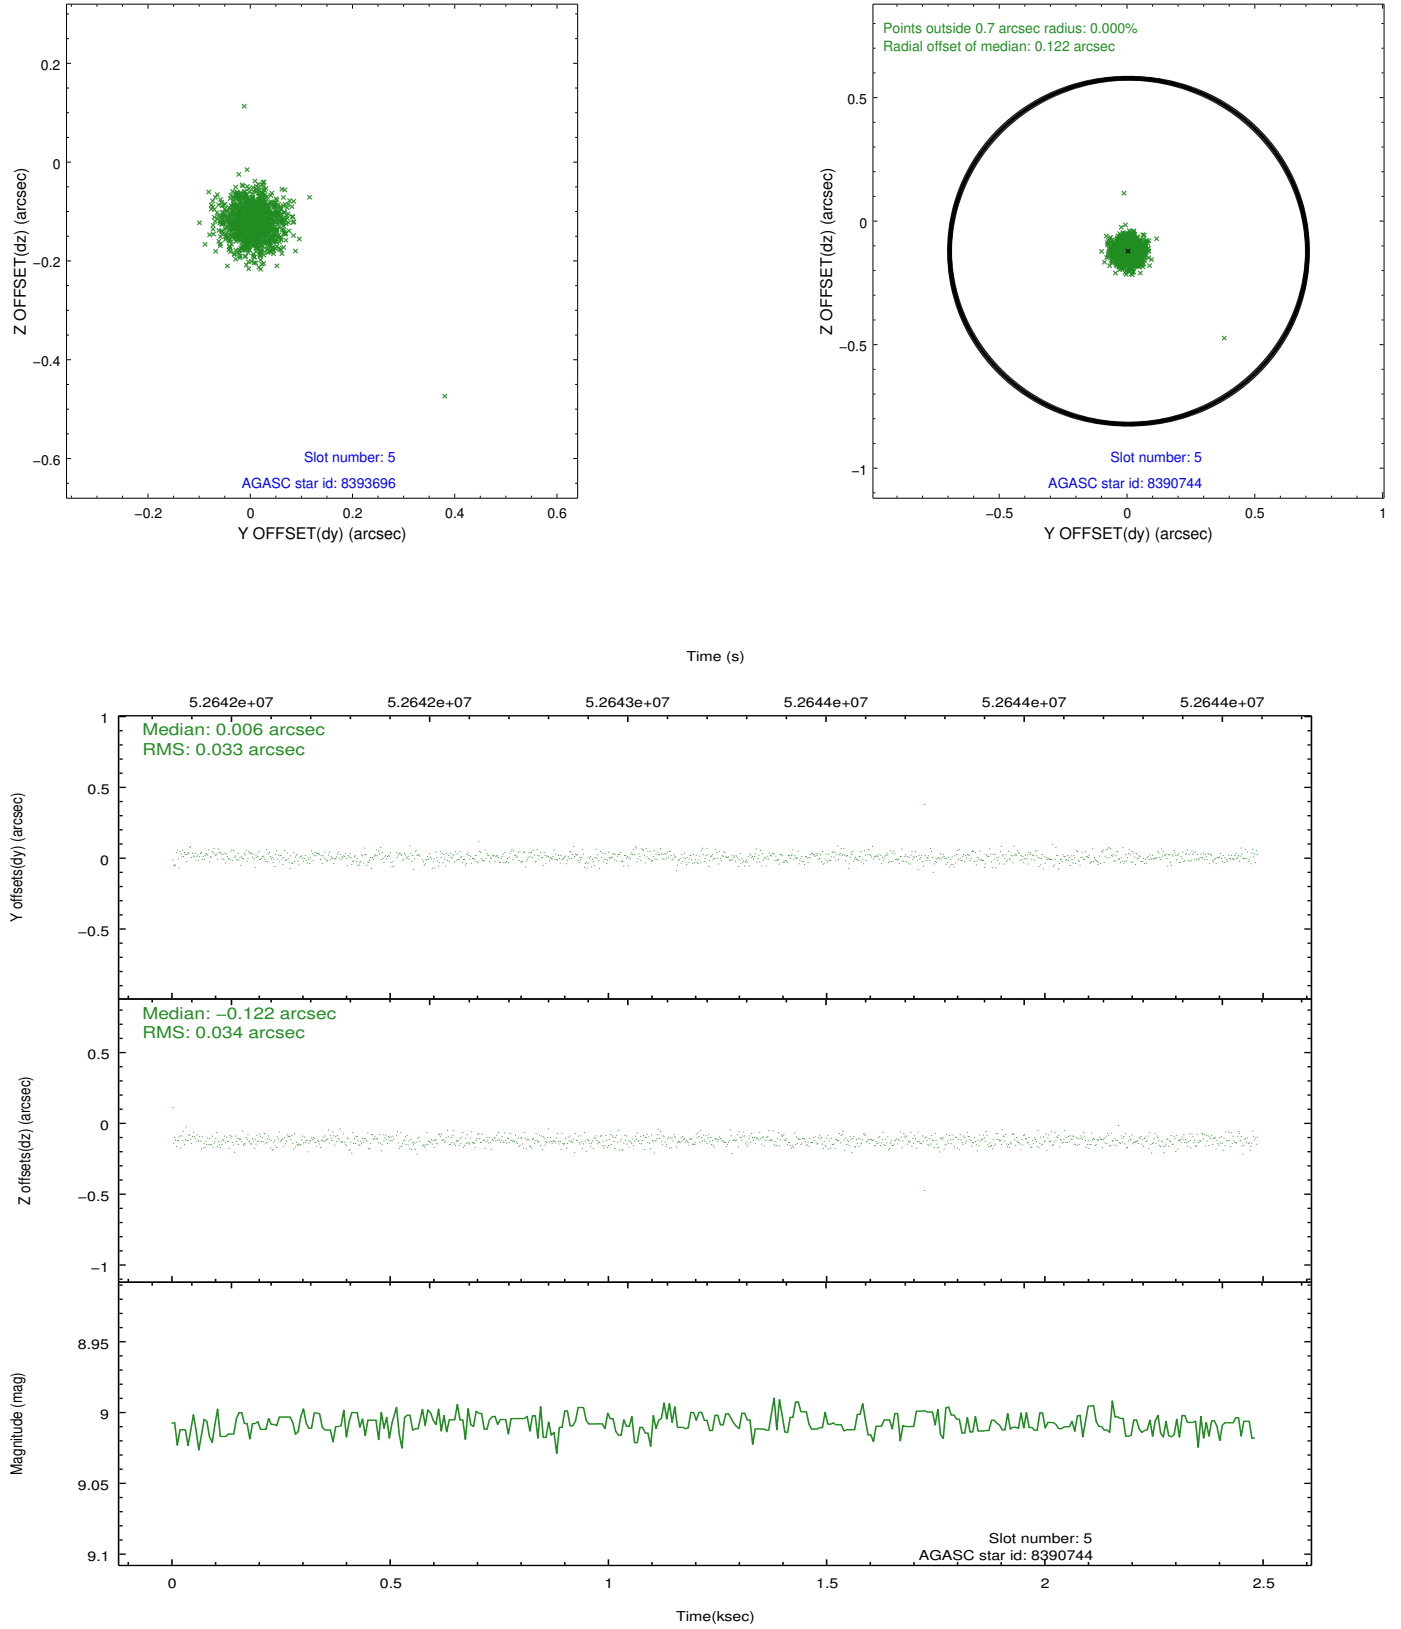 0.2
0
−0.2
−0.4
−0.6
Z OFFSET(dz) (arcsec)
Slot number: 5
AGASC star id: 8393696
−0.2
0
0.2
0.4
0.6
Y OFFSET(dy) (arcsec)
Points outside 0.7 arcsec radius: 0.000%
Radial offset of median: 0.122 arcsec
0.5
0
−0.5
−1
Z OFFSET(dz) (arcsec)
Slot number: 5
AGASC star id: 8390744
−0.5
0
0.5
1
Y OFFSET(dy) (arcsec)
Time (s)
5.2642e+07
5.2642e+07
5.2643e+07
5.2644e+07
5.2644e+07
5.2644e+07
Median: 0.006 arcsec
RMS: 0.033 arcsec
1
0.5
0
−0.5
Y offsets(dy) (arcsec)
Median: −0.122 arcsec
RMS: 0.034 arcsec
0.5
0
−0.5
−1
Z offsets(dz) (arcsec)
8.95
9
9.05
9.1
Magnitude (mag)
Slot number: 5
AGASC star id: 8390744
0
0.5
1
1.5
2
2.5
Time(ksec)